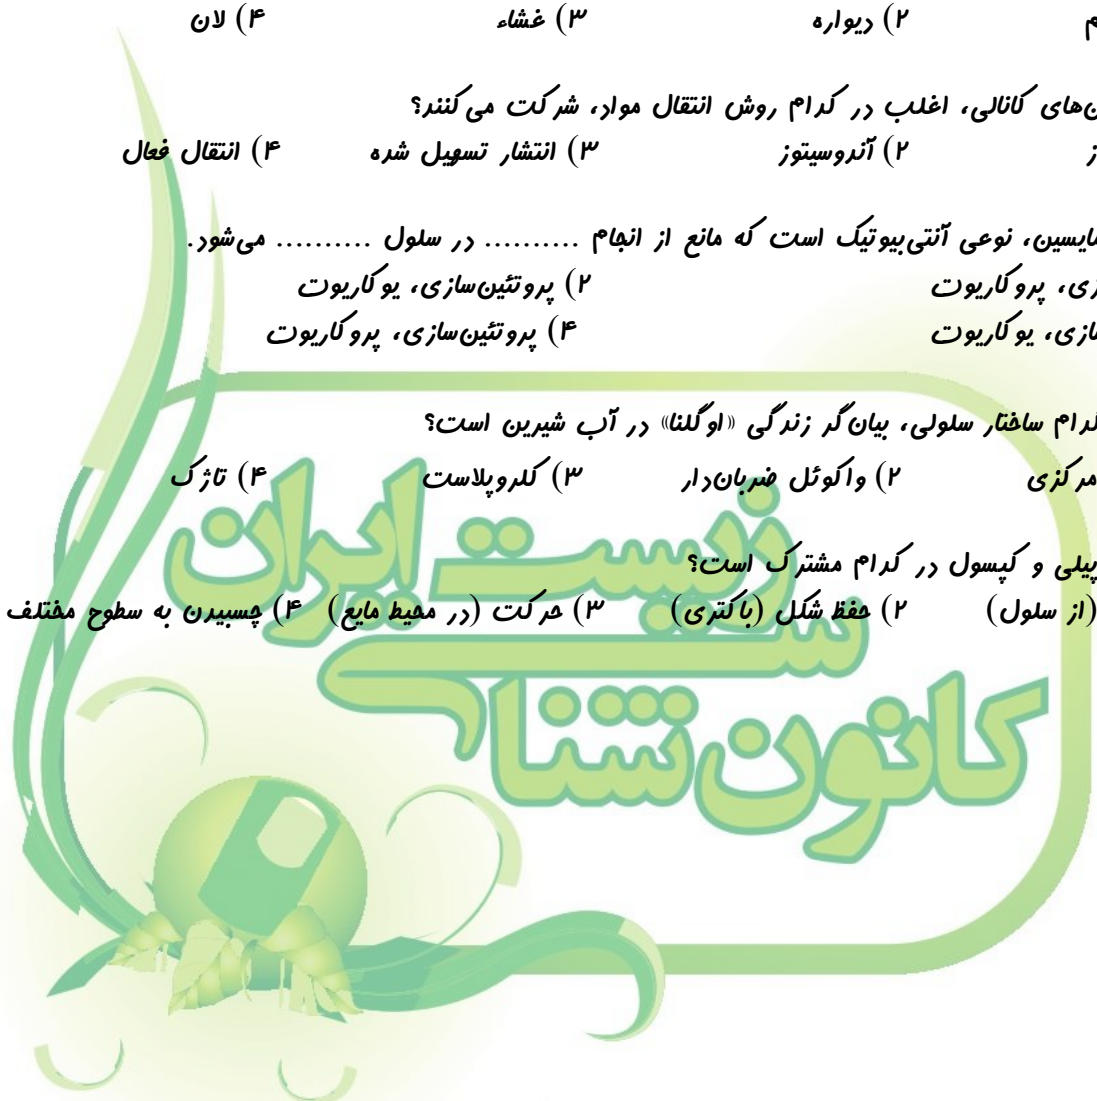 ۲) دیواره ۳) غشاء ۴) لان
ن‌های کانالی، اغلب در کدام روش انتقال مواد، شرکت می‌کنند؟
ز ۲) آندوسیتوز ۳) انتشار تسهیل شده ۴) انتقال فعال
مایسین، نوعی آنتی‌بیوتیک است که مانع از انجام .......... در سلول .......... می‌شود.
زی، پروکاریوت ۲) پروتئین‌سازی، یوکاریوت
سازی، یوکاریوت ۴) پروتئین‌سازی، پروکاریوت
کدام ساختار سلولی، بیان‌گر زندگی «اوگلنا» در آب شیرین است؟
مرکزی ۲) واکوئل ضربان‌دار ۳) کلروپلاست ۴) تاژک
پیلی و کپسول در کدام مشترک است؟
(از سلول) ۲) حفظ شکل (باکتری) ۳) حرکت (در محیط مایع) ۴) چسبیدن به سطوح مختلف
زیست ایران
کانون شناسی